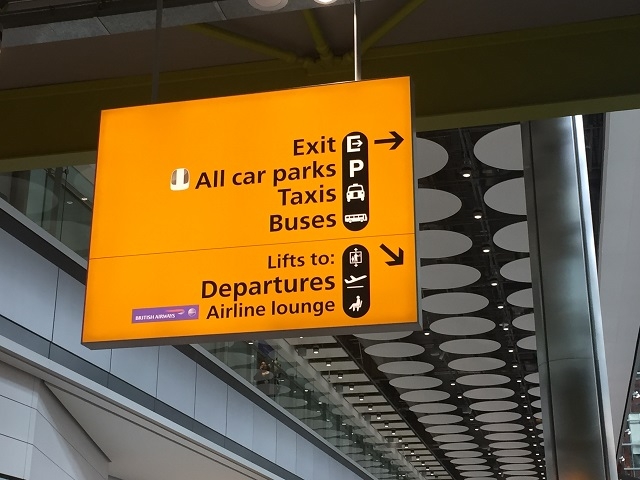 Exit
All car parks P
Taxis
Buses
Lifts to:
Departures
BRITISH AIRWAYS Airline lounge